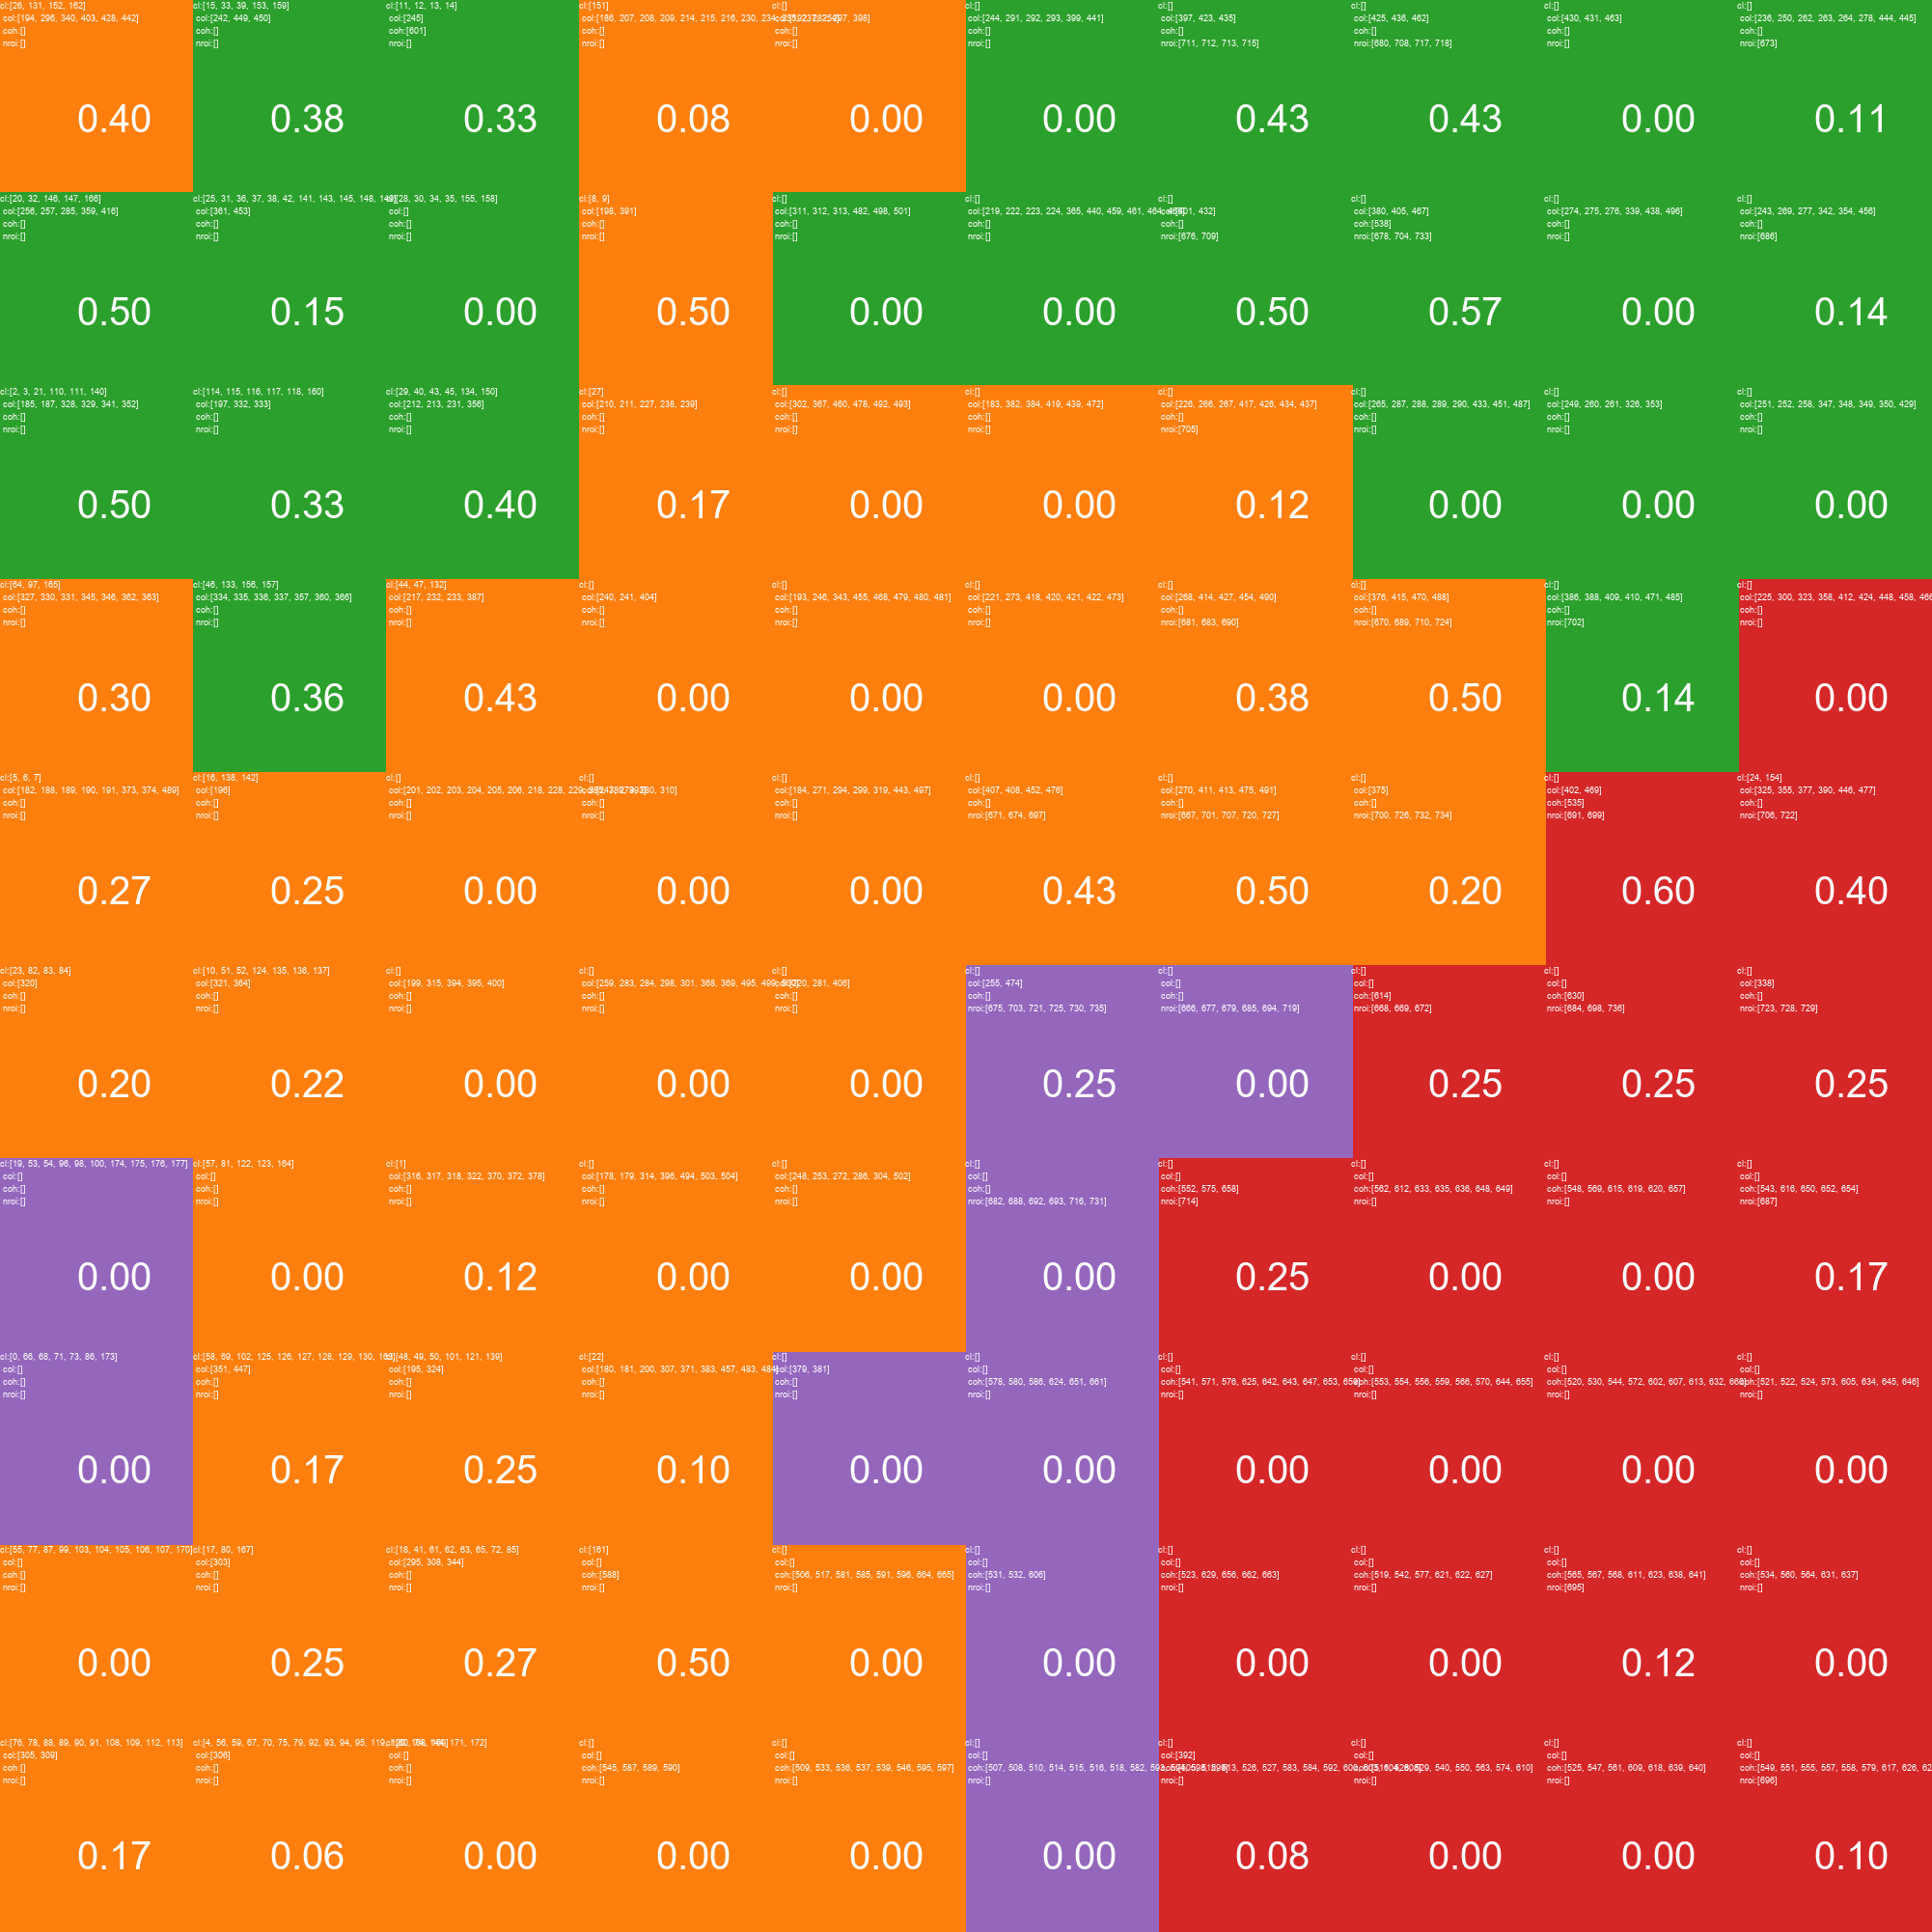 cl:[26, 131, 152, 162] cl:[15, 33, 39, 153, 159] cl:[11, 12, 13, 14] cl:[151] cl:[] cl:[] cl:[] cl:[] cl:[] cl:[]
col:[194, 296, 340, 403, 428, 442] col:[242, 449, 450] col:[245] col:[186, 207, 208, 209, 214, 215, 216, 230, 397, 398] col:[244, 291, 292, 293, 399, 441] col:[397, 423, 435] col:[425, 436, 462] col:[430, 431, 463] col:[236, 250, 262, 263, 264, 278, 444, 445]
coh:[] coh:[] coh:[601] coh:[] coh:[] coh:[] coh:[] coh:[] coh:[] coh:[]
nroi:[] nroi:[] nroi:[] nroi:[] nroi:[] nroi:[] nroi:[711, 712, 713, 715] nroi:[680, 708, 717, 718] nroi:[] nroi:[673]
0.40 0.38 0.33 0.08 0.00 0.00 0.43 0.43 0.00 0.11
cl:[20, 32, 146, 147, 166] cl:[25, 31, 36, 37, 38, 42, 141, 143, 145, 148, 28, 30, 34, 35, 155, 158] cl:[8, 9] cl:[] cl:[] cl:[] cl:[] cl:[] cl:[]
col:[256, 257, 285, 359, 416] col:[361, 453] col:[] col:[198, 391] col:[311, 312, 313, 482, 498, 501] col:[219, 222, 223, 224, 365, 440, 459, 461, 432] col:[380, 405, 467] col:[274, 275, 276, 339, 438, 496] col:[243, 269, 277, 342, 354, 456]
coh:[] coh:[] coh:[] coh:[] coh:[] coh:[] coh:[] coh:[538] coh:[] coh:[]
nroi:[] nroi:[] nroi:[] nroi:[] nroi:[] nroi:[] nroi:[676, 709] nroi:[678, 704, 733] nroi:[] nroi:[686]
0.50 0.15 0.00 0.50 0.00 0.00 0.50 0.57 0.00 0.14
cl:[2, 3, 21, 110, 111, 140] cl:[114, 115, 116, 117, 118, 160] cl:[29, 40, 43, 45, 134, 150] cl:[27] cl:[] cl:[] cl:[] cl:[] cl:[] cl:[]
col:[185, 187, 328, 329, 341, 352] col:[197, 332, 333] col:[212, 213, 231, 356] col:[210, 211, 227, 238, 239] col:[302, 367, 460, 478, 492, 493] col:[183, 382, 384, 419, 439, 472] col:[226, 266, 267, 417, 426, 434, 437] col:[265, 287, 288, 289, 290, 433, 451, 487] col:[249, 260, 261, 326, 353] col:[251, 252, 258, 347, 348, 349, 350, 429]
coh:[] coh:[] coh:[] coh:[] coh:[] coh:[] coh:[] coh:[] coh:[] coh:[]
nroi:[] nroi:[] nroi:[] nroi:[] nroi:[] nroi:[] nroi:[705] nroi:[] nroi:[] nroi:[]
0.50 0.33 0.40 0.17 0.00 0.00 0.12 0.00 0.00 0.00
cl:[64, 97, 165] cl:[46, 133, 156, 157] cl:[44, 47, 132] cl:[] cl:[] cl:[] cl:[] cl:[] cl:[] cl:[]
col:[327, 330, 331, 345, 346, 362, 363] col:[334, 335, 336, 337, 357, 360, 366] col:[217, 232, 233, 387] col:[240, 241, 404] col:[193, 246, 343, 455, 468, 479, 480, 481] col:[221, 273, 418, 420, 421, 422, 473] col:[268, 414, 427, 454, 490] col:[376, 415, 470, 488] col:[386, 388, 409, 410, 471, 485] col:[225, 300, 323, 358, 412, 424, 448, 458, 466
coh:[] coh:[] coh:[] coh:[] coh:[] coh:[] coh:[] coh:[] coh:[] coh:[]
nroi:[] nroi:[] nroi:[] nroi:[] nroi:[] nroi:[] nroi:[681, 683, 690] nroi:[670, 689, 710, 724] nroi:[702] nroi:[]
0.30 0.36 0.43 0.00 0.00 0.00 0.38 0.50 0.14 0.00
cl:[5, 6, 7] cl:[16, 138, 142] cl:[] cl:[] cl:[] cl:[] cl:[] cl:[] cl:[] cl:[24, 154]
col:[182, 188, 189, 190, 191, 373, 374, 489] col:[196] col:[201, 202, 203, 204, 205, 206, 218, 228, 310] col:[184, 271, 294, 299, 319, 443, 497] col:[407, 408, 452, 476] col:[270, 411, 413, 475, 491] col:[375] col:[402, 469] col:[325, 355, 377, 390, 446, 477]
coh:[] coh:[] coh:[] coh:[] coh:[] coh:[] coh:[] coh:[] coh:[535] coh:[]
nroi:[] nroi:[] nroi:[] nroi:[] nroi:[] nroi:[671, 674, 697] nroi:[667, 701, 707, 720, 727] nroi:[700, 726, 732, 734] nroi:[691, 699] nroi:[706, 722]
0.27 0.25 0.00 0.00 0.00 0.43 0.50 0.20 0.60 0.40
cl:[23, 82, 83, 84] cl:[10, 51, 52, 124, 135, 136, 137] cl:[] cl:[] cl:[] cl:[] cl:[] cl:[] cl:[] cl:[]
col:[320] col:[321, 364] col:[199, 315, 394, 395, 400] col:[259, 283, 284, 298, 301, 368, 369, 495, 281, 406] col:[255, 474] col:[] col:[] col:[] col:[338]
coh:[] coh:[] coh:[] coh:[] coh:[] coh:[] coh:[] coh:[614] coh:[630] coh:[]
nroi:[] nroi:[] nroi:[] nroi:[] nroi:[] nroi:[675, 703, 721, 725, 730, 735] nroi:[666, 677, 679, 685, 694, 719] nroi:[668, 669, 672] nroi:[684, 698, 736] nroi:[723, 728, 729]
0.20 0.22 0.00 0.00 0.00 0.25 0.00 0.25 0.25 0.25
cl:[19, 53, 54, 96, 98, 100, 174, 175, 176, 177] cl:[57, 81, 122, 123, 164] cl:[1] cl:[] cl:[] cl:[] cl:[] cl:[] cl:[] cl:[]
col:[] col:[] col:[316, 317, 318, 322, 370, 372, 378] col:[178, 179, 314, 396, 494, 503, 504] col:[248, 253, 272, 286, 304, 502] col:[] col:[] col:[] col:[] col:[]
coh:[] coh:[] coh:[] coh:[] coh:[] coh:[] coh:[552, 575, 658] coh:[562, 612, 633, 635, 636, 648, 649] coh:[548, 569, 615, 619, 620, 657] coh:[543, 616, 650, 652, 654]
nroi:[] nroi:[] nroi:[] nroi:[] nroi:[] nroi:[682, 688, 692, 693, 716, 731] nroi:[714] nroi:[] nroi:[] nroi:[687]
0.00 0.00 0.12 0.00 0.00 0.00 0.25 0.00 0.00 0.17
cl:[0, 66, 68, 71, 73, 86, 173] cl:[58, 69, 102, 125, 126, 127, 128, 129, 130, 48, 49, 50, 101, 121, 139] cl:[22] cl:[] cl:[] cl:[] cl:[] cl:[] cl:[]
col:[] col:[351, 447] col:[195, 324] col:[180, 181, 200, 307, 371, 383, 457, 483, 484] col:[379, 381] col:[] col:[] col:[] col:[] col:[]
coh:[] coh:[] coh:[] coh:[] coh:[] coh:[578, 580, 586, 624, 651, 661] coh:[541, 571, 576, 625, 642, 643, 647, 653, 659] coh:[553, 554, 556, 559, 566, 570, 644, 655] coh:[520, 530, 544, 572, 602, 607, 613, 632, 660] coh:[521, 522, 524, 573, 605, 634, 645, 646]
nroi:[] nroi:[] nroi:[] nroi:[] nroi:[] nroi:[] nroi:[] nroi:[] nroi:[] nroi:[]
0.00 0.17 0.25 0.10 0.00 0.00 0.00 0.00 0.00 0.00
cl:[55, 77, 87, 99, 103, 104, 105, 106, 107, 170] cl:[17, 80, 167] cl:[18, 41, 61, 62, 63, 65, 72, 85] cl:[161] cl:[] cl:[] cl:[] cl:[] cl:[] cl:[]
col:[] col:[303] col:[295, 308, 344] col:[] col:[] col:[] col:[] col:[] col:[] col:[]
coh:[] coh:[] coh:[] coh:[588] coh:[506, 517, 581, 585, 591, 596, 664, 665] coh:[531, 532, 606] coh:[523, 629, 656, 662, 663] coh:[519, 542, 577, 621, 622, 627] coh:[565, 567, 568, 611, 623, 638, 641] coh:[534, 560, 564, 631, 637]
nroi:[] nroi:[] nroi:[] nroi:[] nroi:[] nroi:[] nroi:[] nroi:[] nroi:[695] nroi:[]
0.00 0.25 0.27 0.50 0.00 0.00 0.00 0.00 0.12 0.00
cl:[76, 78, 88, 89, 90, 91, 108, 109, 112, 113] cl:[4, 56, 59, 67, 70, 75, 79, 92, 93, 94, 95, 171, 172] cl:[] cl:[] cl:[] cl:[] cl:[] cl:[] cl:[]
col:[305, 309] col:[306] col:[] col:[] col:[] col:[] col:[392] col:[] col:[] col:[]
coh:[] coh:[] coh:[] coh:[545, 587, 589, 590] coh:[509, 533, 536, 537, 539, 546, 595, 597] coh:[507, 508, 510, 514, 515, 516, 518, 582, 526, 527, 583, 584, 592, 529, 540, 550, 563, 574, 610] coh:[525, 547, 561, 609, 618, 639, 640] coh:[549, 551, 555, 557, 558, 579, 617, 626,
nroi:[] nroi:[] nroi:[] nroi:[] nroi:[] nroi:[] nroi:[] nroi:[] nroi:[] nroi:[696]
0.17 0.06 0.00 0.00 0.00 0.00 0.08 0.00 0.00 0.10